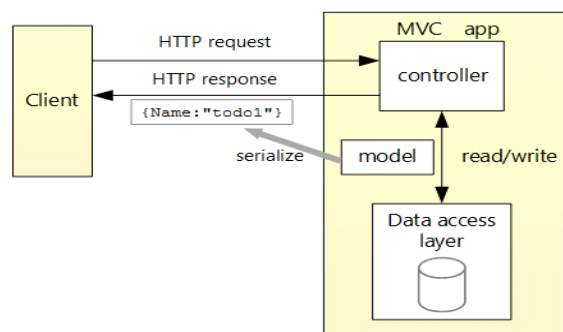 MVC app
HTTP request
controller
HTTP response
Client
{Name:"todo1"}
serialize
model
read/write
Data access
layer